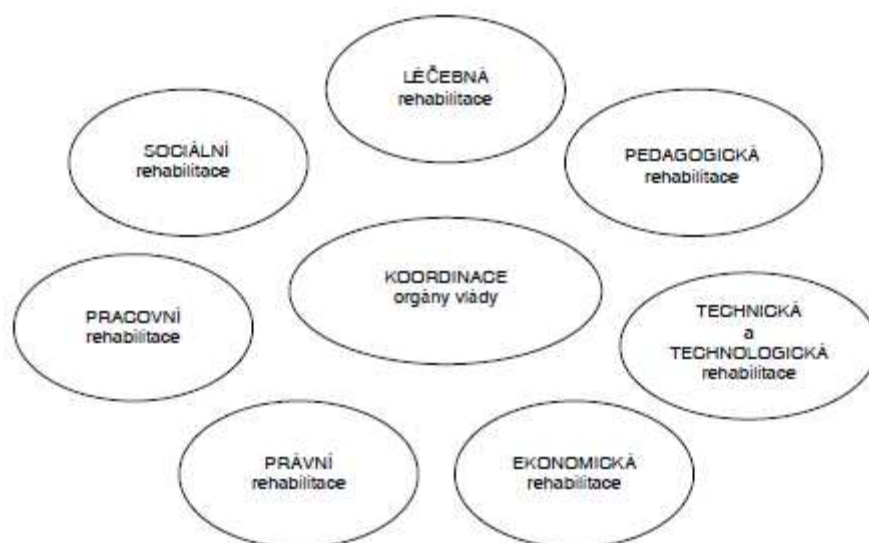 LÉČEBNÁ
rehabilitace
SOCIÁLNÍ
rehabilitace
PEDAGOGICKÁ
rehabilitace
KOORDINACE
orgány vlády
PRACOVNÍ
rehabilitace
TECHNICKÁ
a
TECHNOLOGICKÁ
rehabilitace
PRÁVNÍ
rehabilitace
EKONOMICKÁ
rehabilitace